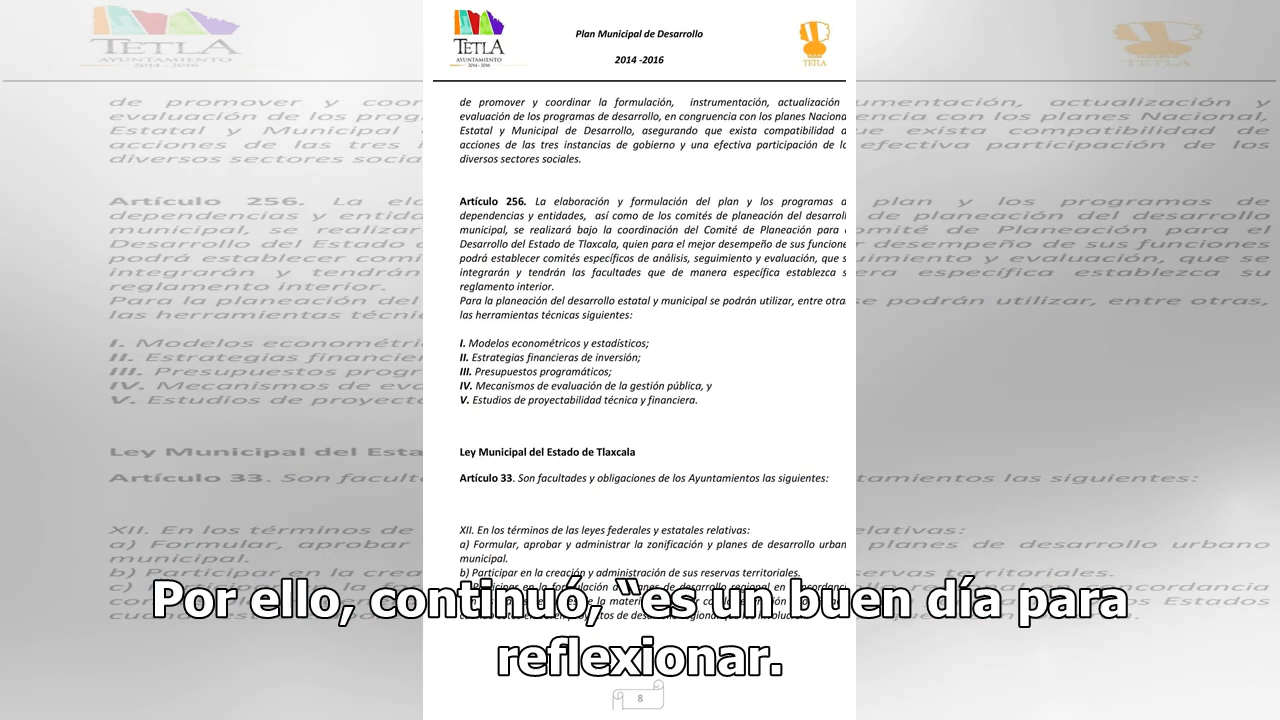 TETLA
AYUNTAMIENTO
2014 - 2016
Plan Municipal de Desarrollo
2014 -2016
TETLA
de promover y coordinar la formulación, instrumentación, actualización
evaluación de los programas de desarrollo, en congruencia con los planes Naciona
Estatal y Municipal de Desarrollo, asegurando que exista compatibilidad d
acciones de las tres instancias de gobierno y una efectiva participación de lo
diversos sectores sociales.
Artículo 256. La elaboración y formulación del plan y los programas d
dependencias y entidades, así como de los comités de planeación del desarroll
municipal, se realizará bajo la coordinación del Comité de Planeación para e
Desarrollo del Estado de Tlaxcala, quien para el mejor desempeño de sus funcione
podrá establecer comités específicos de análisis, seguimiento y evaluación, que s
integrarán y tendrán las facultades que de manera específica establezca s
reglamento interior.
Para la planeación del desarrollo estatal y municipal se podrán utilizar, entre otra
las herramientas técnicas siguientes:
I. Modelos econométricos y estadísticos;
II. Estrategias financieras de inversión;
III. Presupuestos programáticos;
IV. Mecanismos de evaluación de la gestión pública, y
V. Estudios de proyectabilidad técnica y financiera.
Ley Municipal del Estado de Tlaxcala
Artículo 33. Son facultades y obligaciones de los Ayuntamientos las siguientes:
XII. En los términos de las leyes federales y estatales relativas:
a) Formular, aprobar y administrar la zonificación y planes de desarrollo urban
municipal.
b) Participar en la creación y administración de sus reservas territoriales.
Por ello, continuó, “es un buen día para
reflexionar.
8